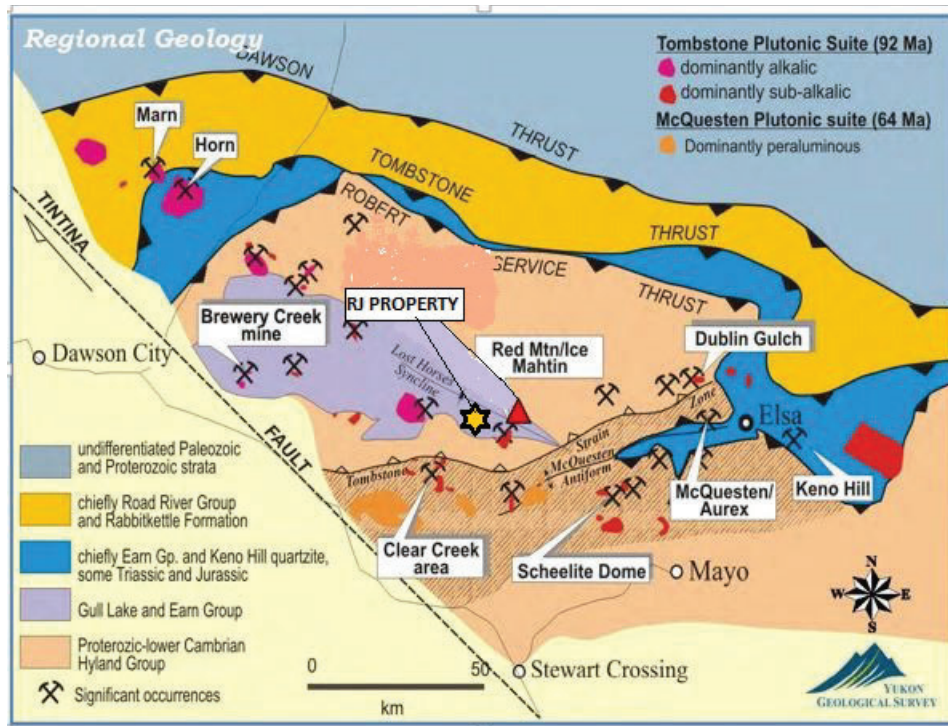 Regional Geology
Tombstone Plutonic Suite (92 Ma)
dominantly alkalic
dominantly sub-alkalic
McQuesten Plutonic suite (64 Ma)
Dominantly peraluminous
DAWSON
THRUST
Marn
Horn
TOMBSTONE
THRUST
ROBERT
SERVICE
THRUST
TINTINA
FAULT
RJ PROPERTY
Brewery Creek
mine
Red Mtn/Ice
Mahtin
Dublin Gulch
Lost Horses
Syncline
Dawson City
Elsa
Tombstone
Strain
Zone
McQuesten
Antiform
McQuesten/
Aurex
Keno Hill
Clear Creek
area
Scheelite Dome
Mayo
Stewart Crossing
undifferentiated Paleozoic
and Proterozoic strata
chiefly Road River Group
and Rabbitkettle Formation
chiefly Earn Gp. and Keno Hill quartzite,
some Triassic and Jurassic
Gull Lake and Earn Group
Proterozic-lower Cambrian
Hyland Group
Significant occurrences
0
50
km
N
W
E
S
YUKON
GEOLOGICAL SURVEY